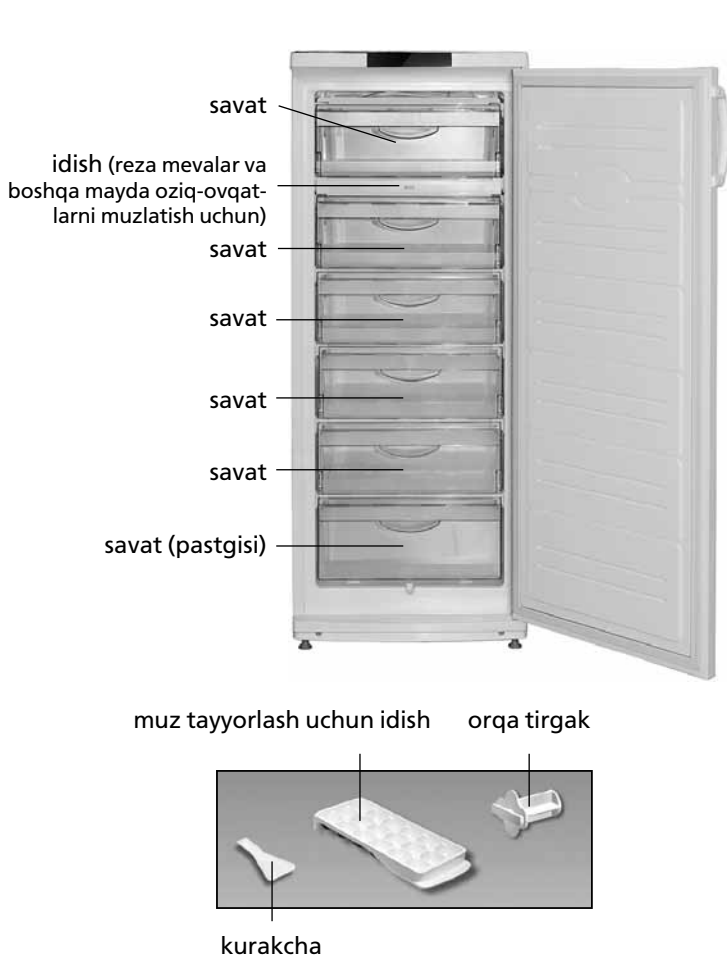 savat
idish (reza mevalar va
boshqa mayda oziq-ovqat-
larni muzlatish uchun)
savat
savat
savat
savat
savat (pastgisi)
muz tayyorlash uchun idish
orqa tirgak
kurakcha